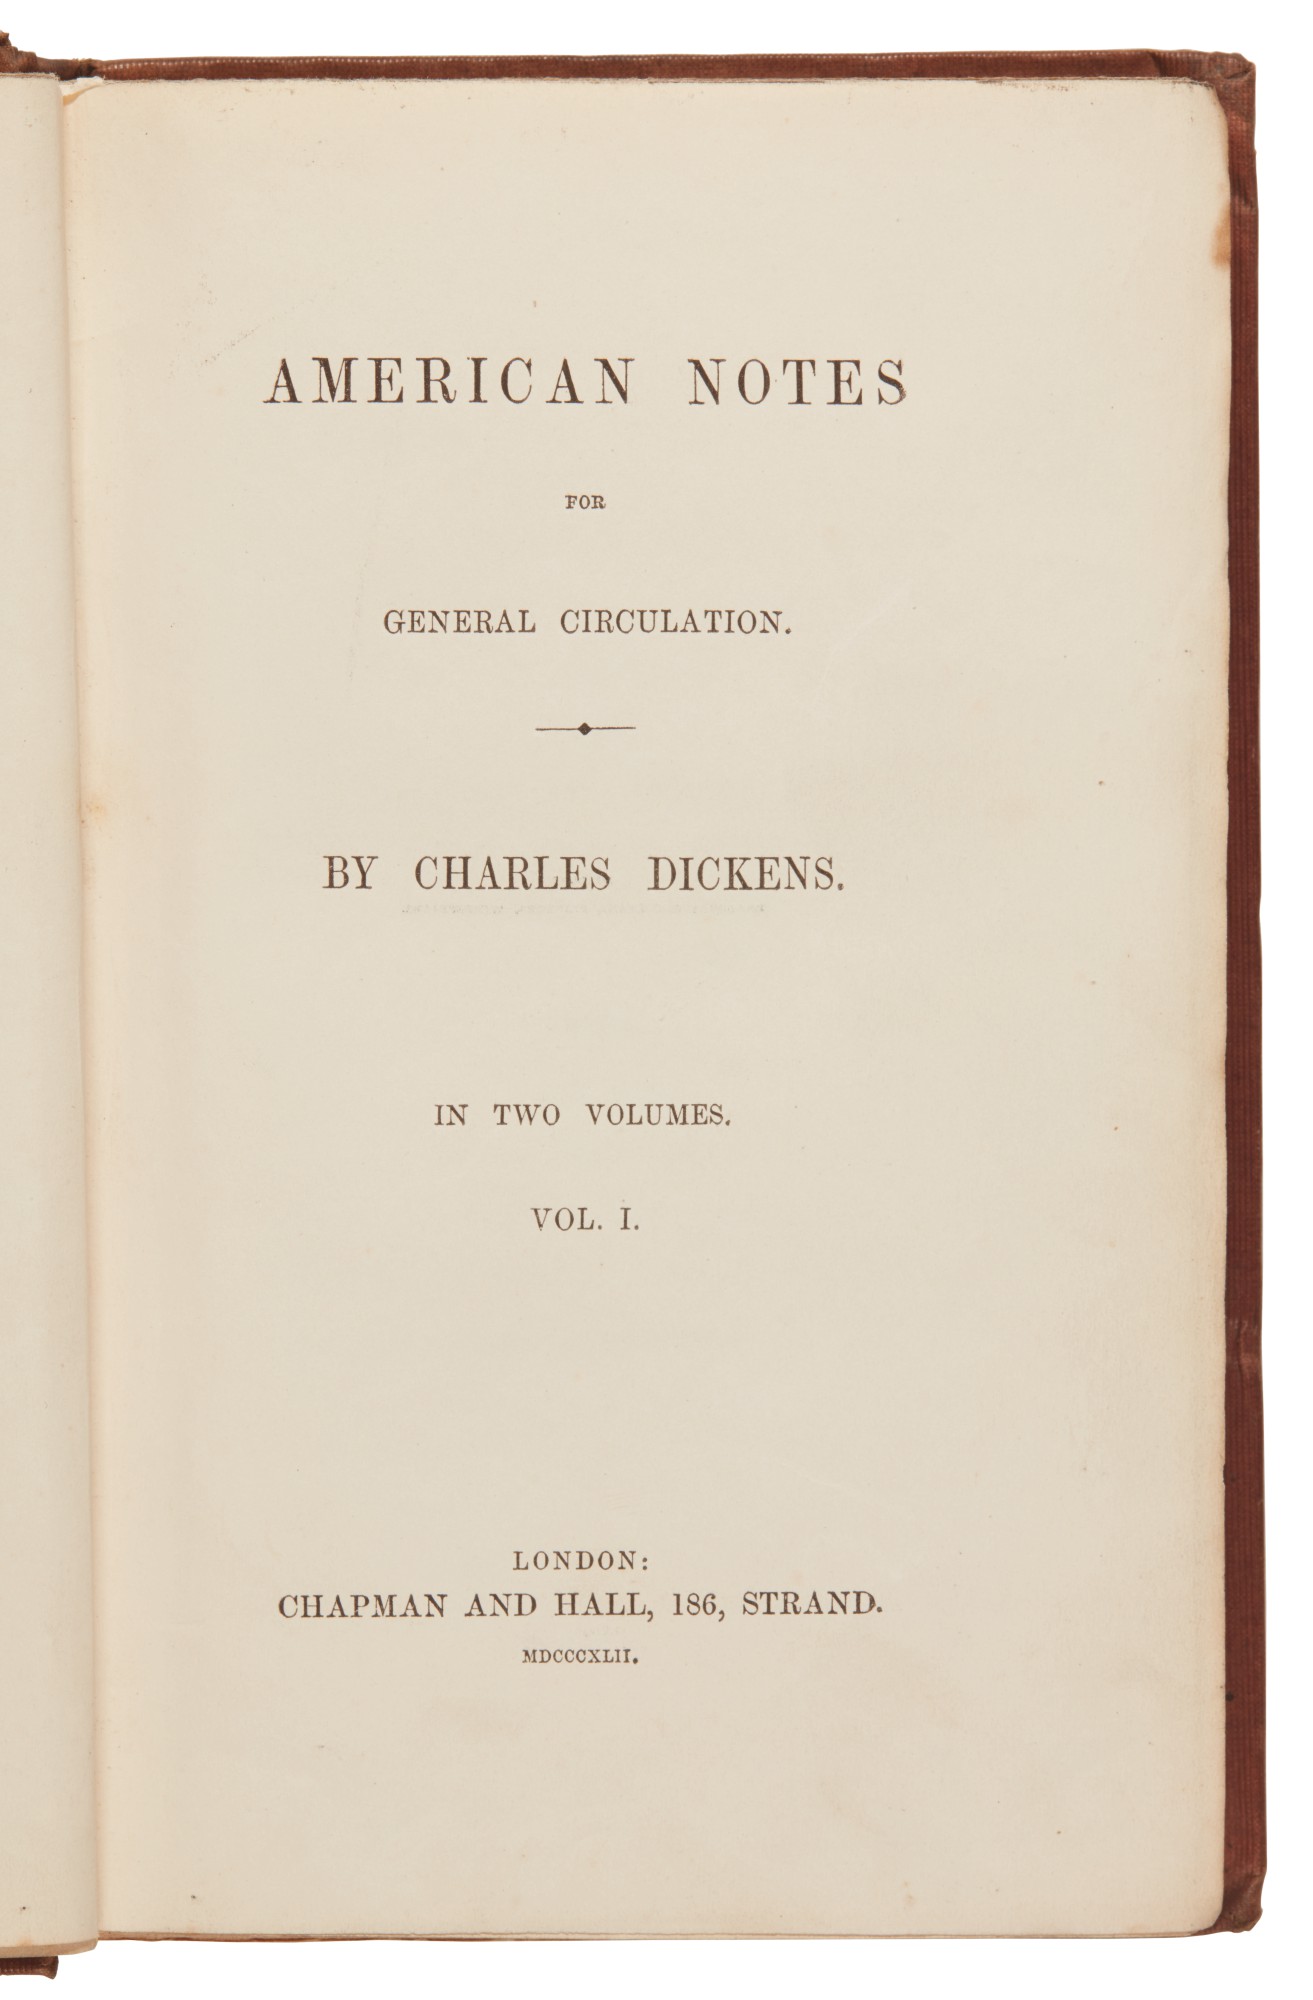 AMERICAN NOTES
FOR
GENERAL CIRCULATION.
BY CHARLES DICKENS.
IN TWO VOLUMES.
VOL. I.
LONDON:
CHAPMAN AND HALL, 186, STRAND.
MDCCCXLII.